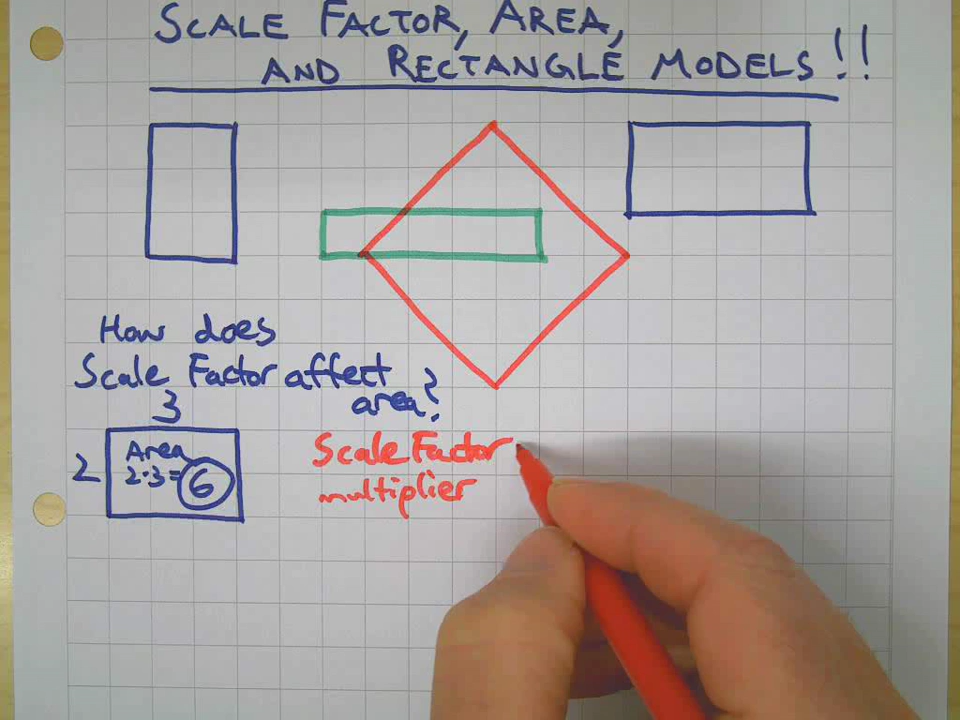 SCALE FACTOR, AREA,
AND RECTANGLE MODELS!!
How does
Scale Factor affect
area?
3
2
Area
2·3=6
Scale Factor
multiplier